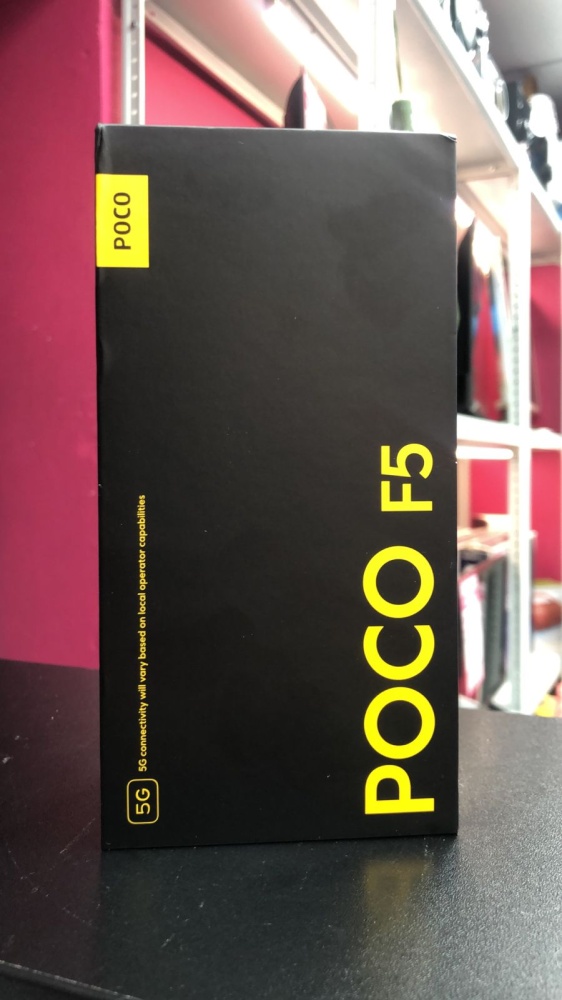 POCO
POCO F5
5G
5G connectivity will vary based on local operator capabilities